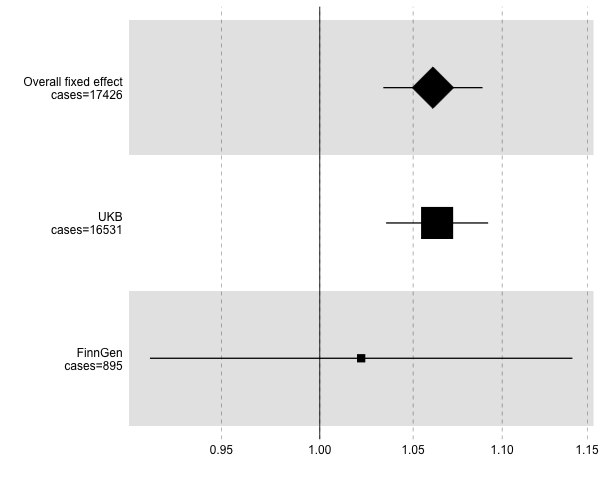 Overall fixed effect
cases=17426
UKB
cases=16531
FinnGen
cases=895
0.95 1.00 1.05 1.10 1.15